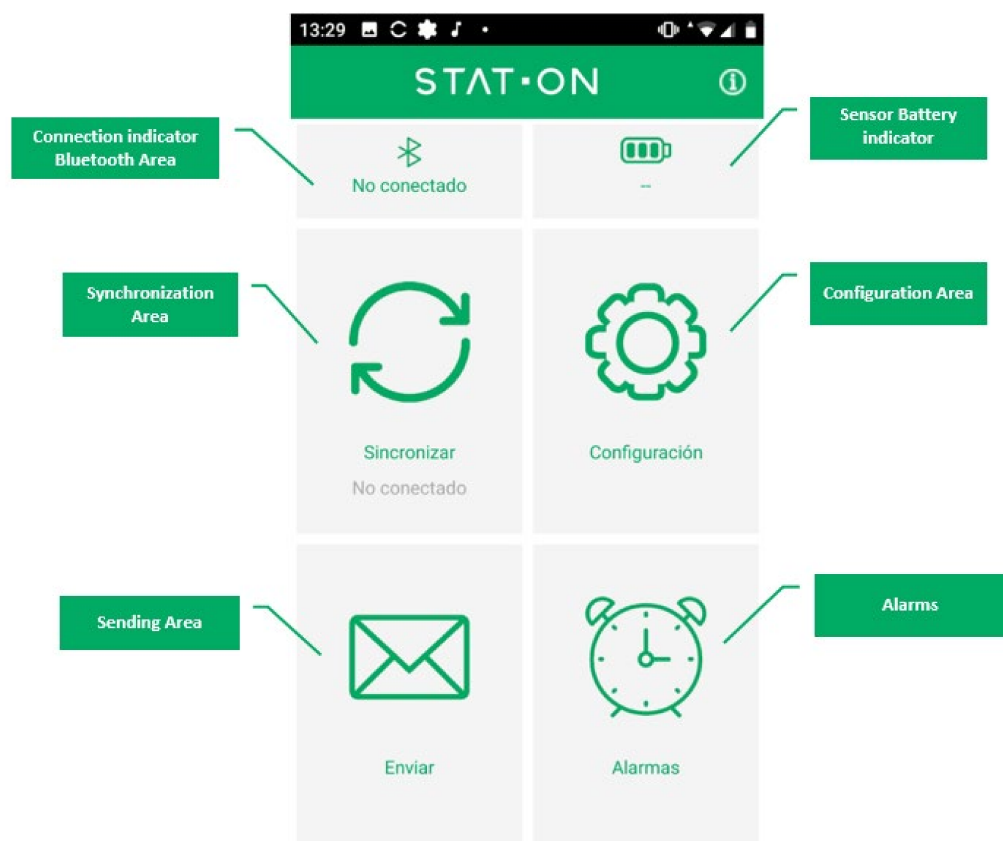 13:29
STAT·ON
Connection indicator
Bluetooth Area
No conectado
--
Sensor Battery
indicator
Synchronization
Area
Sincronizar
No conectado
Configuración
Configuration Area
Sending Area
Enviar
Alarmas
Alarms